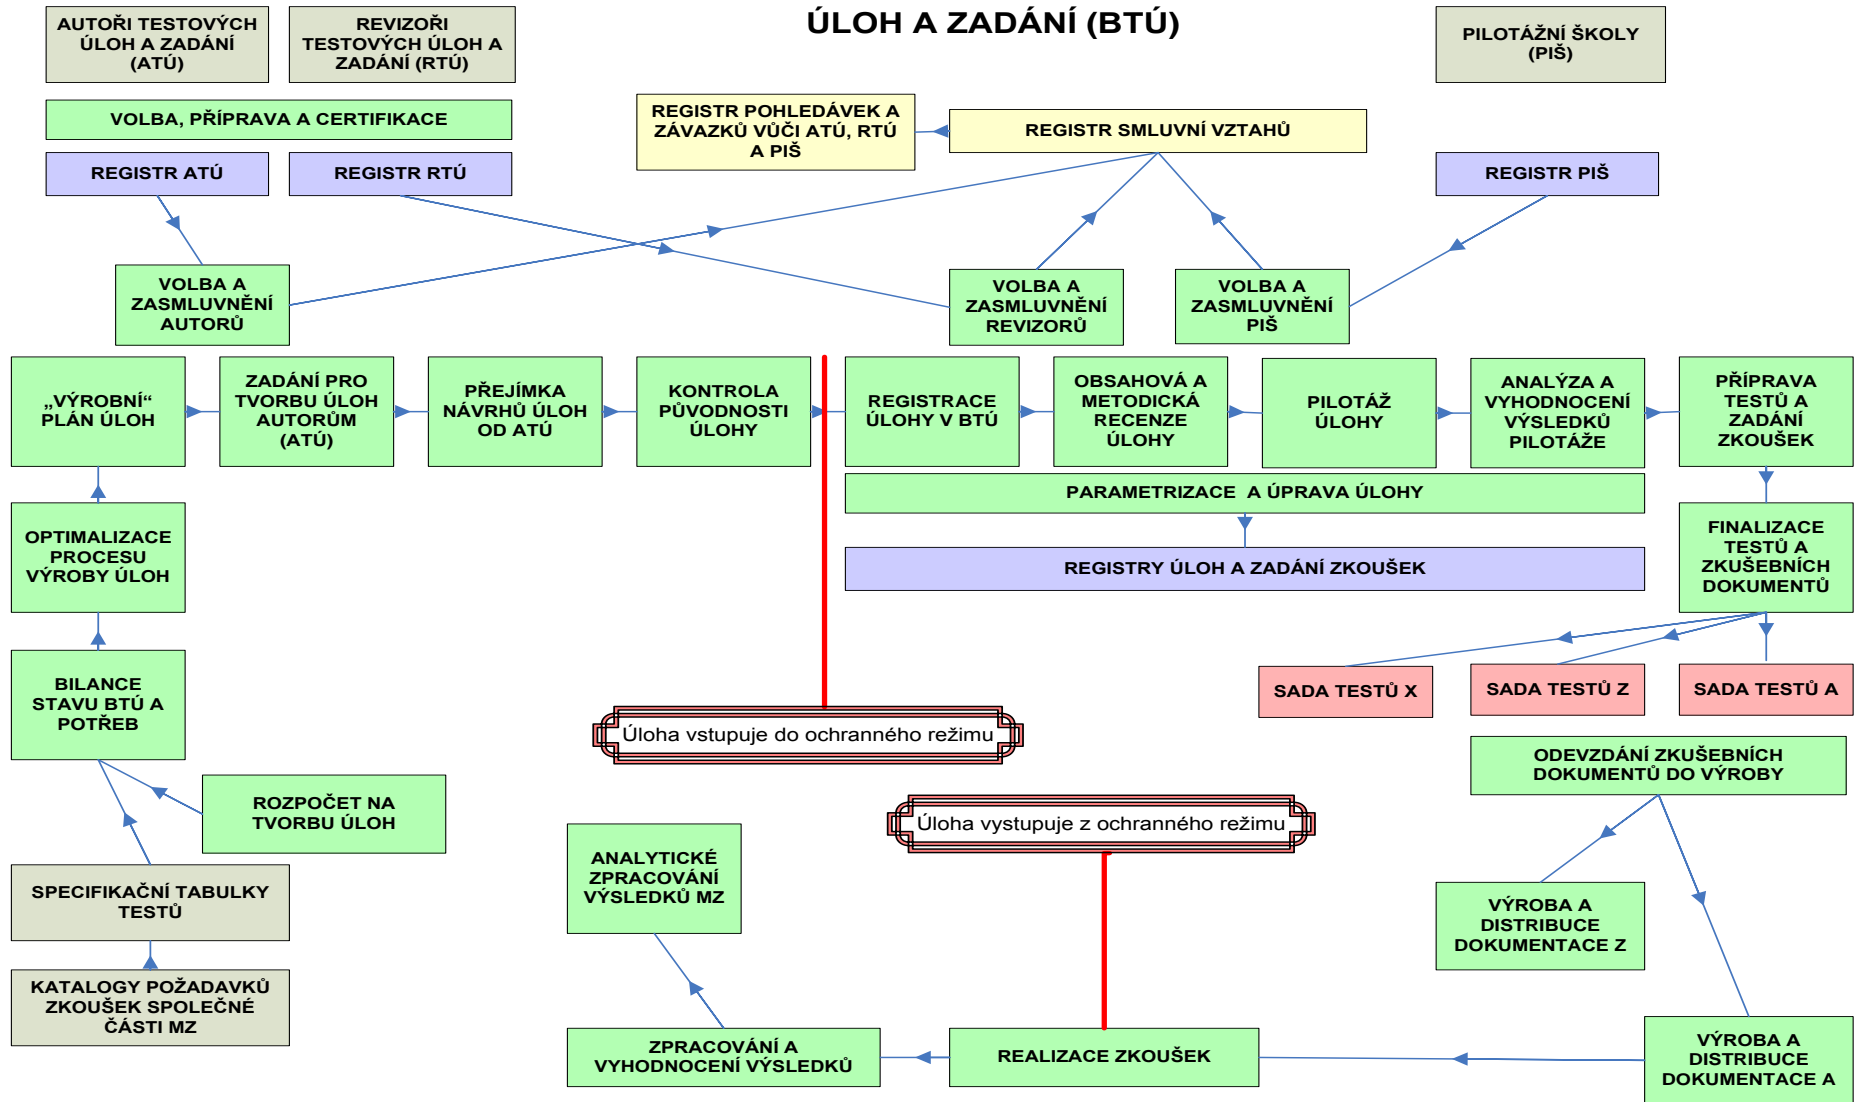 ÚLOH A ZADÁNÍ (BTÚ)
AUTOŘI TESTOVÝCH
ÚLOH A ZADÁNÍ
(ATÚ)
REVIZOŘI
TESTOVÝCH ÚLOH A
ZADÁNÍ (RTÚ)
PILOTÁŽNÍ ŠKOLY
(PIŠ)
VOLBA, PŘÍPRAVA A CERTIFIKACE
REGISTR POHLEDÁVEK A
ZÁVAZKŮ VŮČI ATÚ, RTÚ
A PIŠ
REGISTR SMLUVNÍ VZTAHŮ
REGISTR ATÚ
REGISTR RTÚ
REGISTR PIŠ
VOLBA A
ZASMLUVNĚNÍ
AUTORŮ
VOLBA A
ZASMLUVNĚNÍ
REVIZORŮ
VOLBA A
ZASMLUVNĚNÍ
PIŠ
„VÝROBNÍ“
PLÁN ÚLOH
ZADÁNÍ PRO
TVORBU ÚLOH
AUTORŮM
(ATÚ)
PŘEJÍMKA
NÁVRHŮ ÚLOH
OD ATÚ
KONTROLA
PŮVODNOSTI
ÚLOHY
REGISTRACE
ÚLOHY V BTÚ
OBSAHOVÁ A
METODICKÁ
RECENZE
ÚLOHY
PILOTÁŽ
ÚLOHY
ANALÝZA A
VYHODNOCENÍ
VÝSLEDKŮ
PILOTÁŽE
PŘÍPRAVA
TESTŮ A
ZADÁNÍ
ZKOUŠEK
PARAMETRIZACE A ÚPRAVA ÚLOHY
OPTIMALIZACE
PROCESU
VÝROBY ÚLOH
REGISTRY ÚLOH A ZADÁNÍ ZKOUŠEK
FINALIZACE
TESTŮ A
ZKUŠEBNÍCH
DOKUMENTŮ
BILANCE
STAVU BTÚ A
POTŘEB
SADA TESTŮ X
SADA TESTŮ Z
SADA TESTŮ A
Úloha vstupuje do ochranného režimu
ODEVZDÁNÍ ZKUŠEBNÍCH
DOKUMENTŮ DO VÝROBY
ROZPOČET NA
TVORBU ÚLOH
Úloha vystupuje z ochranného režimu
ANALYTICKÉ
ZPRACOVÁNÍ
VÝSLEDKŮ MZ
SPECIFIKAČNÍ TABULKY
TESTŮ
VÝROBA A
DISTRIBUCE
DOKUMENTACE Z
KATALOGY POŽADAVKŮ
ZKOUŠEK SPOLEČNÉ
ČÁSTI MZ
ZPRACOVÁNÍ A
VYHODNOCENÍ VÝSLEDKŮ
REALIZACE ZKOUŠEK
VÝROBA A
DISTRIBUCE
DOKUMENTACE A